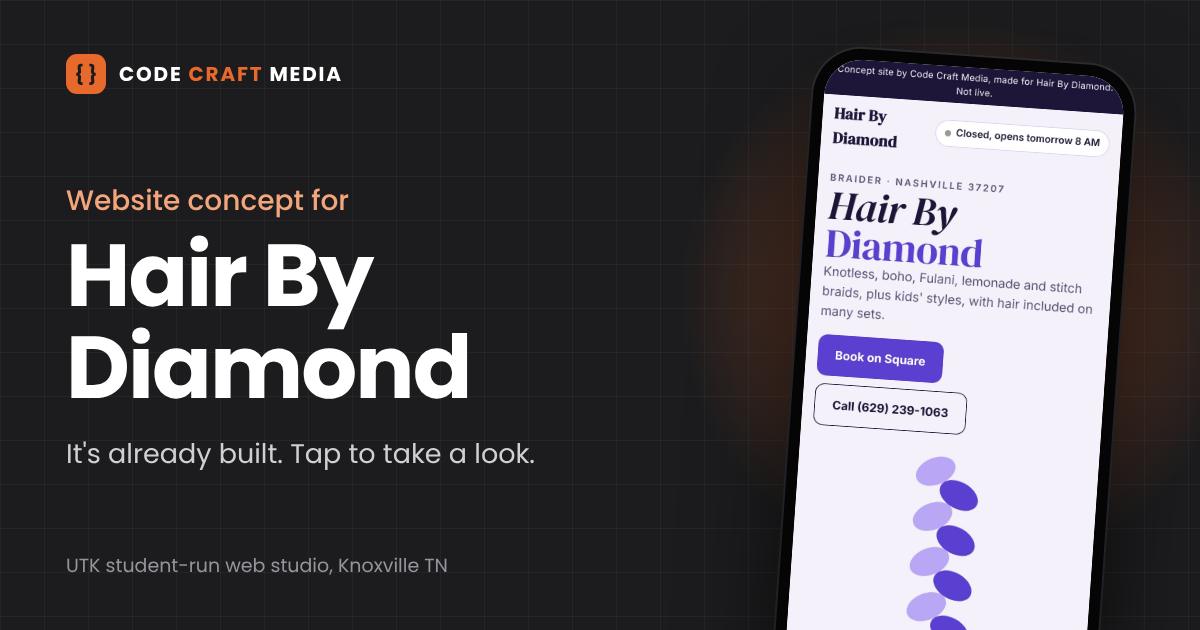 { } CODE CRAFT MEDIA
Website concept for
Hair By
Diamond
It's already built. Tap to take a look.
UTK student-run web studio, Knoxville TN
Concept site by Code Craft Media, made for Hair By Diamond.
Not live.
Hair By
Diamond
Closed, opens tomorrow 8 AM
BRAIDER · NASHVILLE 37207
Hair By
Diamond
Knotless, boho, Fulani, lemonade and stitch
braids, plus kids' styles, with hair included on
many sets.
Book on Square
Call (629) 239-1063